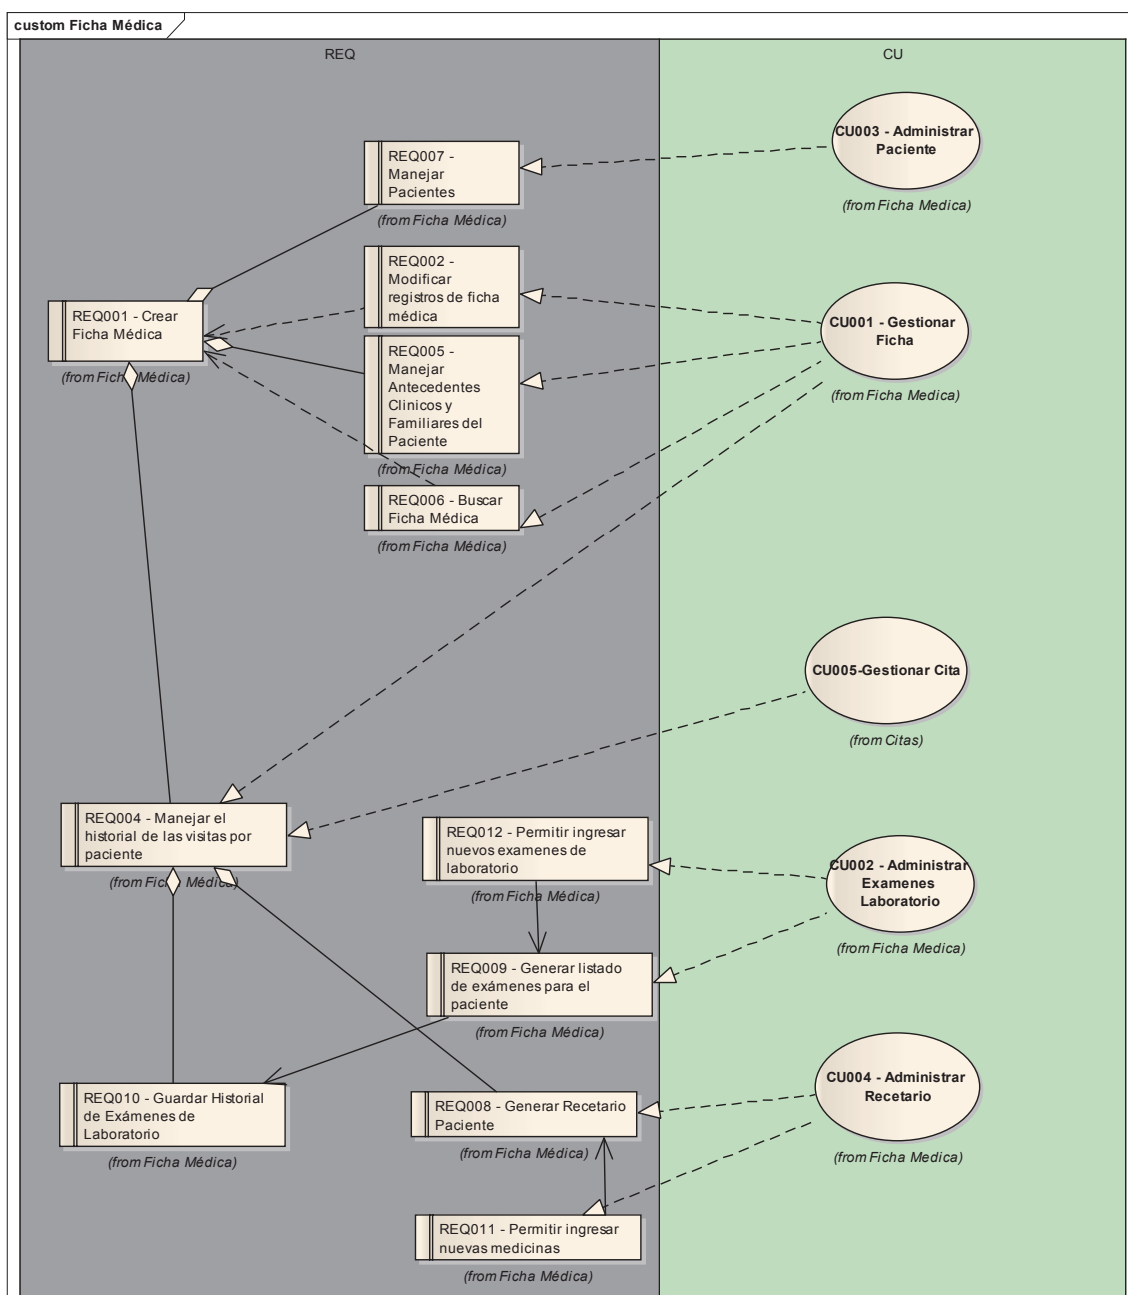 custom Ficha Médica
REQ
CU
CU003 - Administrar
Paciente
(from Ficha Medica)
REQ007 -
Manejar
Pacientes
(from Ficha Médica)
REQ002 -
Modificar
registros de ficha
médica
REQ001 - Crear
Ficha Médica
(from Ficha Médica)
CU001 - Gestionar
Ficha
(from Ficha Medica)
REQ005 -
Manejar
Antecedentes
Clinicos y
Familiares del
Paciente
(from Ficha Médica)
REQ006 - Buscar
Ficha Médica
(from Ficha Médica)
CU005-Gestionar Cita
(from Citas)
REQ004 - Manejar el
historial de las visitas por
paciente
(from Ficha Médica)
REQ012 - Permitir ingresar
nuevos examenes de
laboratorio
(from Ficha Médica)
CU002 - Administrar
Examenes
Laboratorio
(from Ficha Medica)
REQ009 - Generar listado
de exámenes para el
paciente
(from Ficha Médica)
REQ010 - Guardar Historial
de Exámenes de
Laboratorio
(from Ficha Médica)
REQ008 - Generar Recetario
Paciente
(from Ficha Médica)
CU004 - Administrar
Recetario
(from Ficha Medica)
REQ011 - Permitir ingresar
nuevas medicinas
(from Ficha Médica)